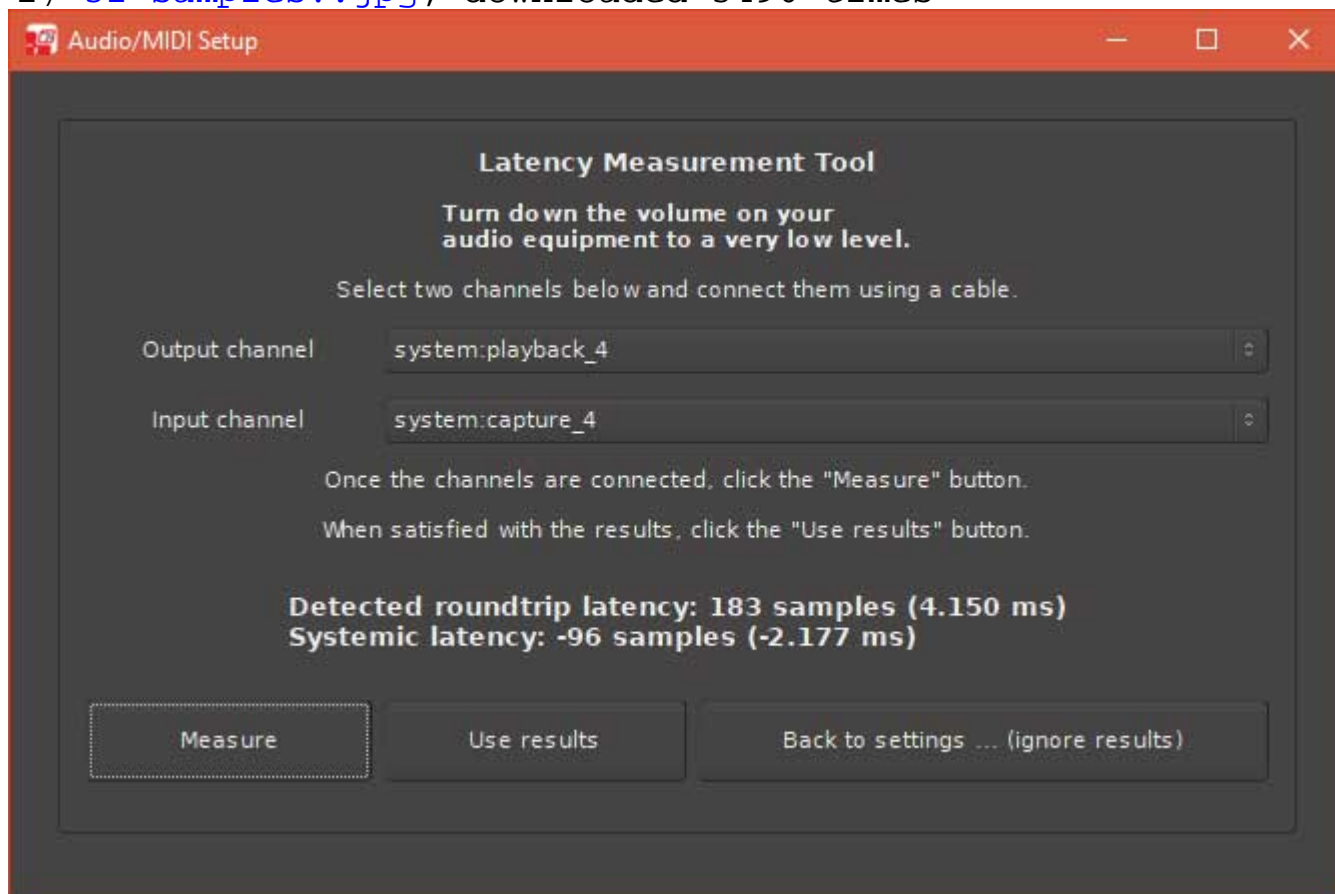 Audio/MIDI Setup
Latency Measurement Tool
Turn down the volume on your
audio equipment to a very low level.
Select two channels below and connect them using a cable.
Output channel system:playback_4
Input channel system:capture_4
Once the channels are connected, click the "Measure" button.
When satisfied with the results, click the "Use results" button.
Detected roundtrip latency: 183 samples (4.150 ms)
Systemic latency: -96 samples (-2.177 ms)
Measure Use results Back to settings ... (ignore results)